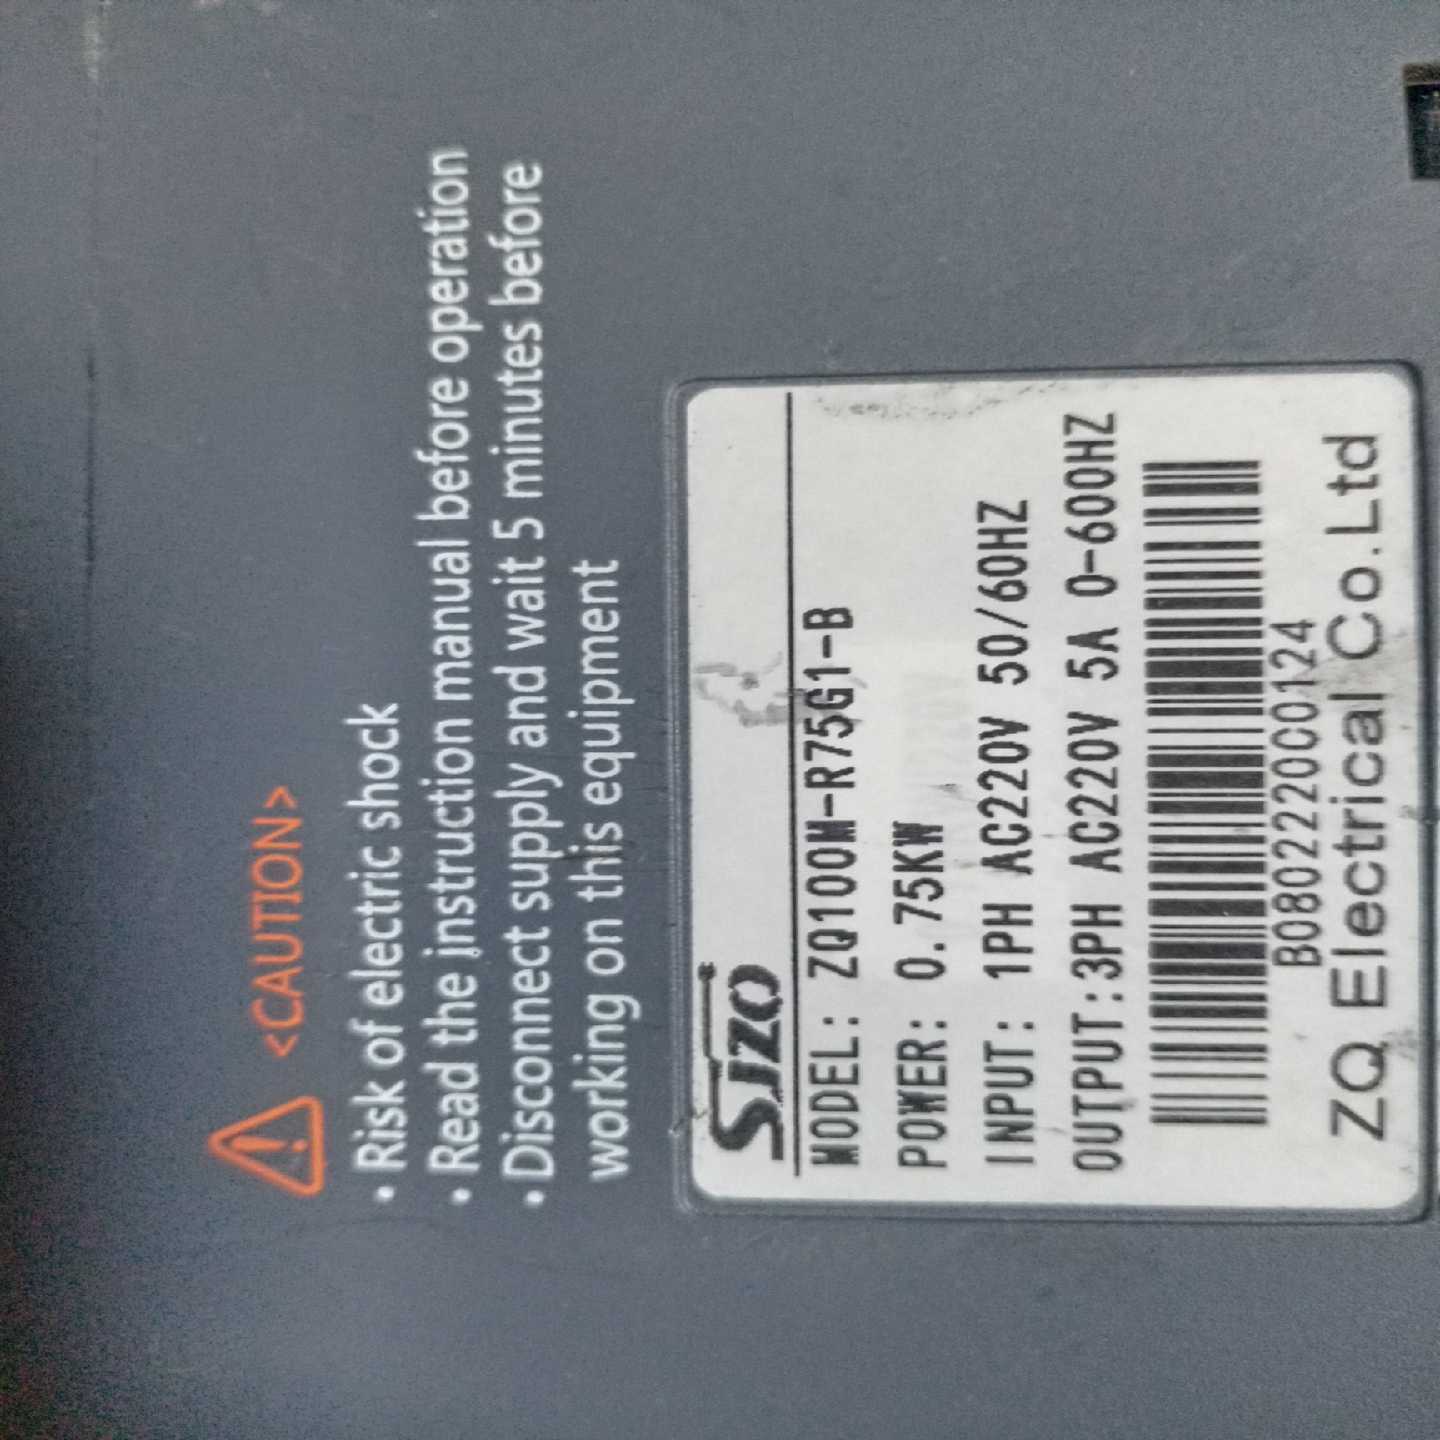 <CAUTION>
• Risk of electric shock
• Read the instruction manual before operation
• Disconnect supply and wait 5 minutes before
working on this equipment
SJZO
MODEL: ZQ100M-R75G1-B
POWER: 0.75KW
INPUT: 1PH AC220V 50/60HZ
OUTPUT:3PH AC220V 5A 0-600HZ
B0802220C0124
ZQ Electrical Co.Ltd